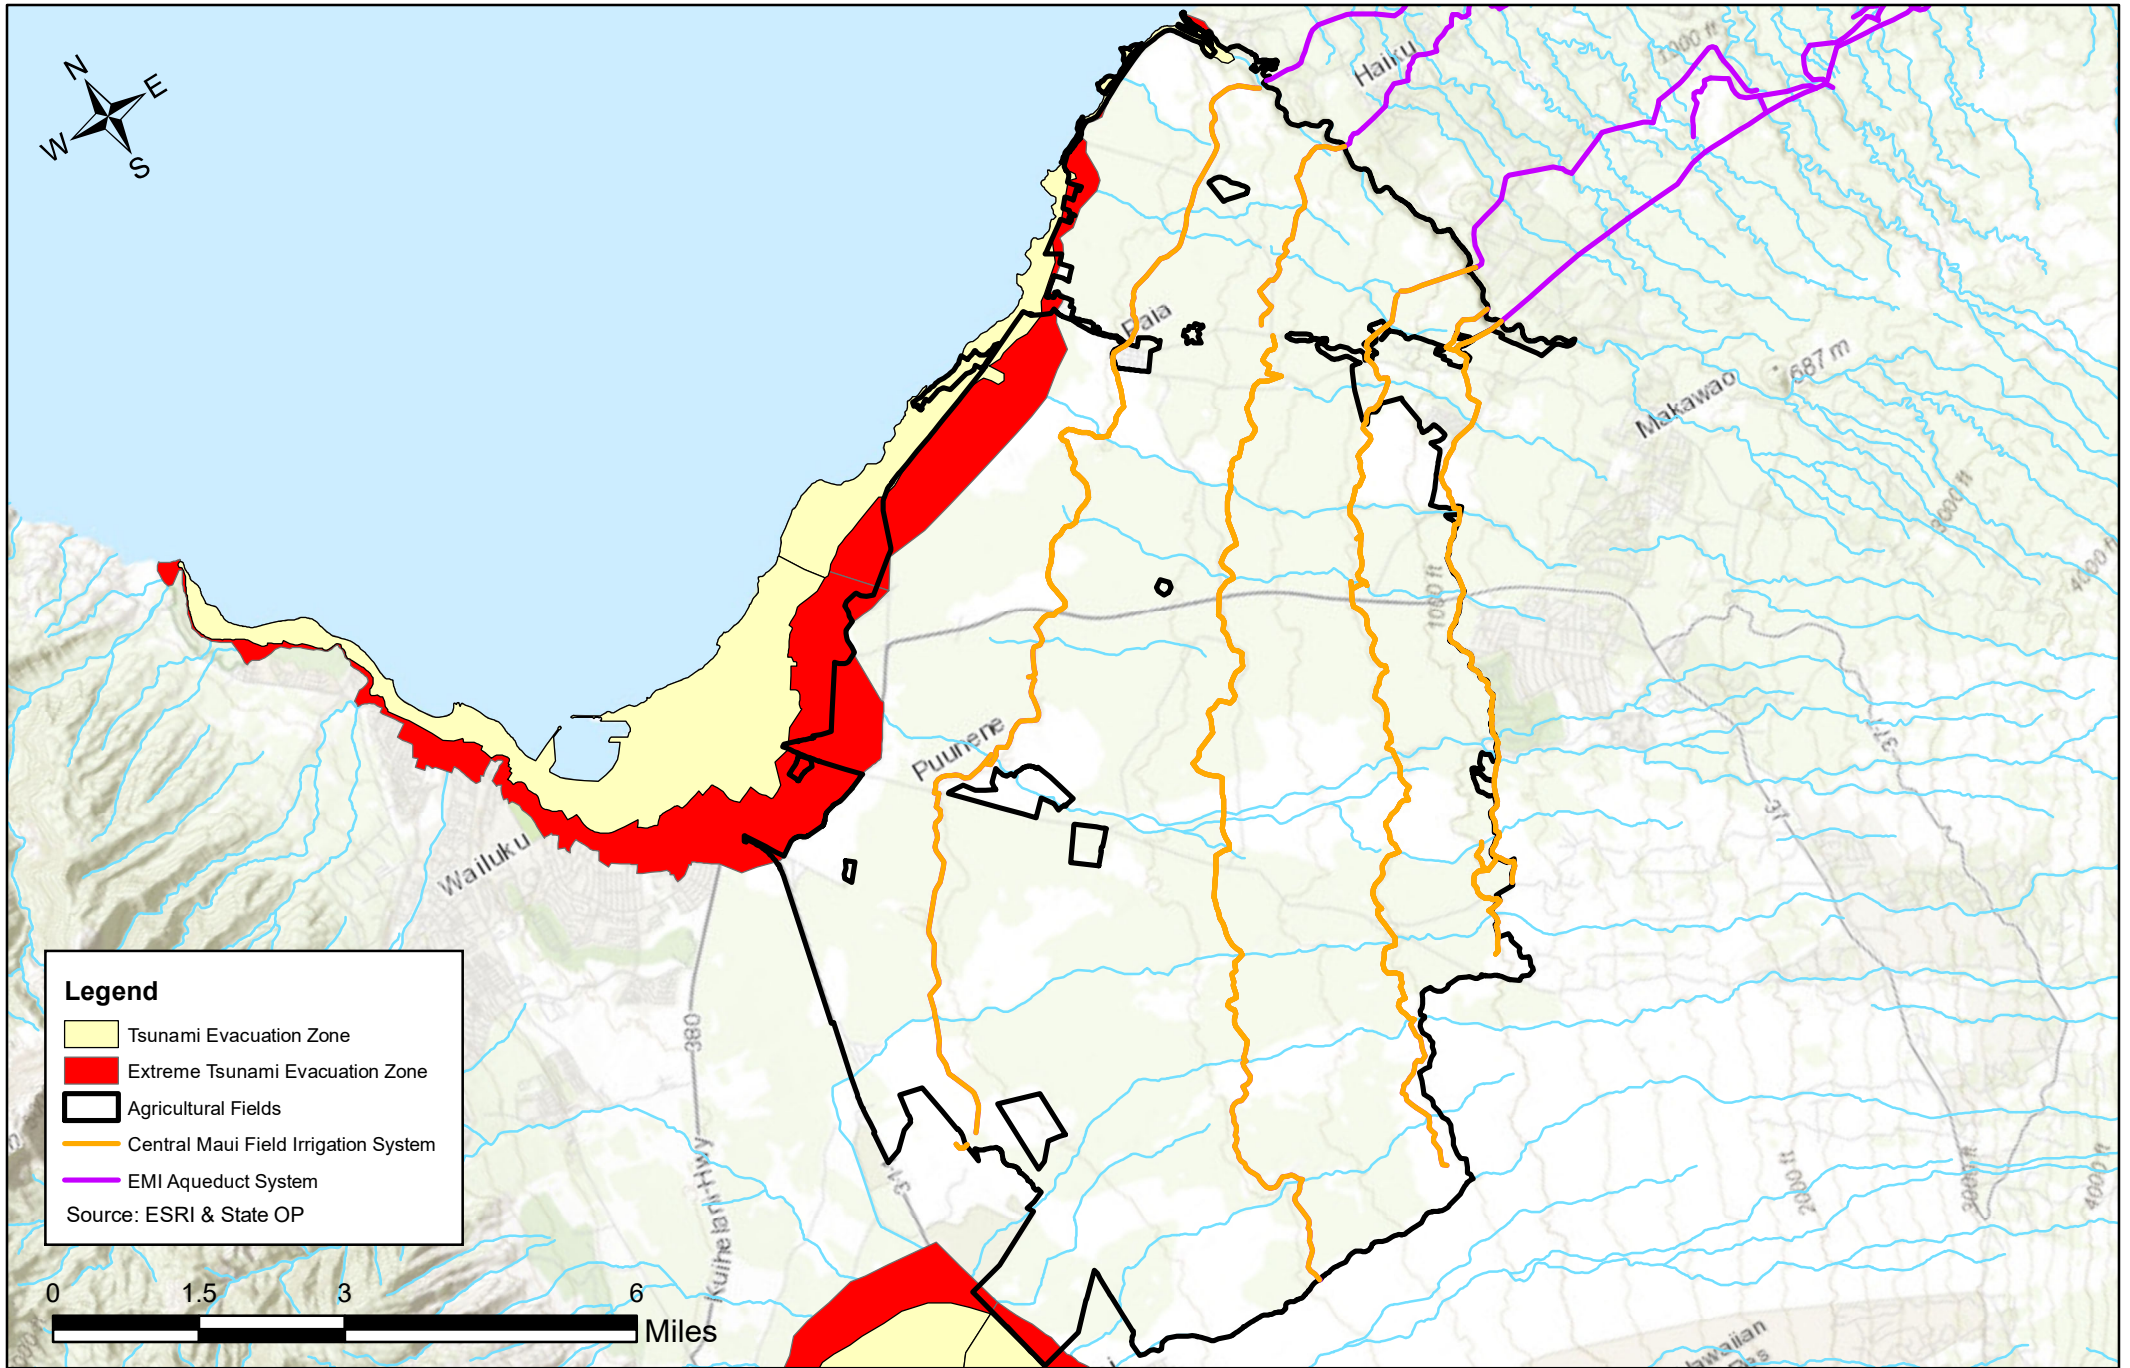 N
E
W
S
Haiku
1000 ft
Paia
687 m
Makawao
3000 ft
4000 ft
1000 ft
Puunene
37
37
Wailuku
380
Kuihelani-Hwy
2000 ft
3000 ft
4000 ft
Legend
Tsunami Evacuation Zone
Extreme Tsunami Evacuation Zone
Agricultural Fields
Central Maui Field Irrigation System
EMI Aqueduct System
Source: ESRI & State OP
0 1.5 3 6
Miles